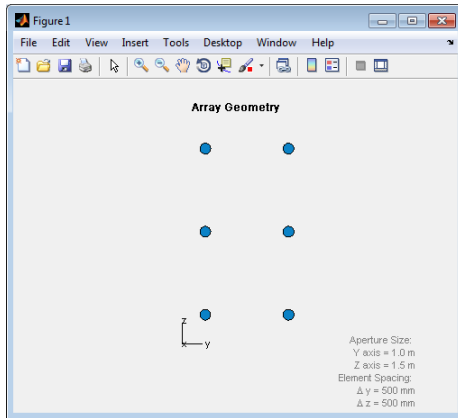 Figure 1
File Edit View Insert Tools Desktop Window Help
Array Geometry
z
x y
Aperture Size:
Y axis = 1.0 m
Z axis = 1.5 m
Element Spacing:
Δ y = 500 mm
Δ z = 500 mm